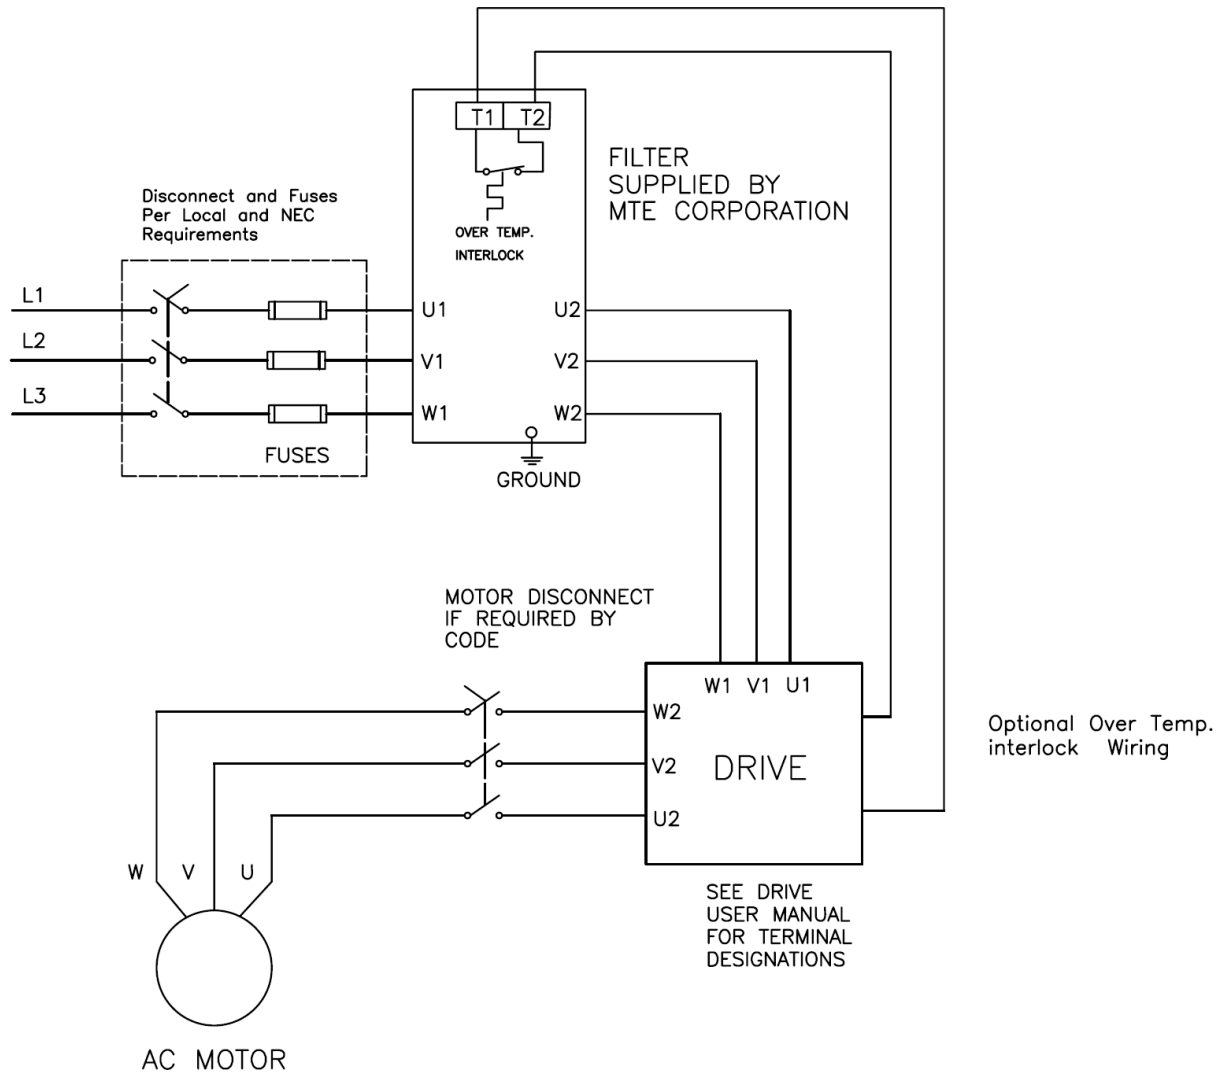 T1 T2
FILTER
SUPPLIED BY
MTE CORPORATION
Disconnect and Fuses
Per Local and NEC
Requirements
OVER TEMP.
INTERLOCK
L1
U1
U2
L2
V1
V2
L3
W1
W2
FUSES
GROUND
MOTOR DISCONNECT
IF REQUIRED BY
CODE
W1 V1 U1
W2
V2
DRIVE
U2
Optional Over Temp.
interlock Wiring
W V U
SEE DRIVE
USER MANUAL
FOR TERMINAL
DESIGNATIONS
AC MOTOR